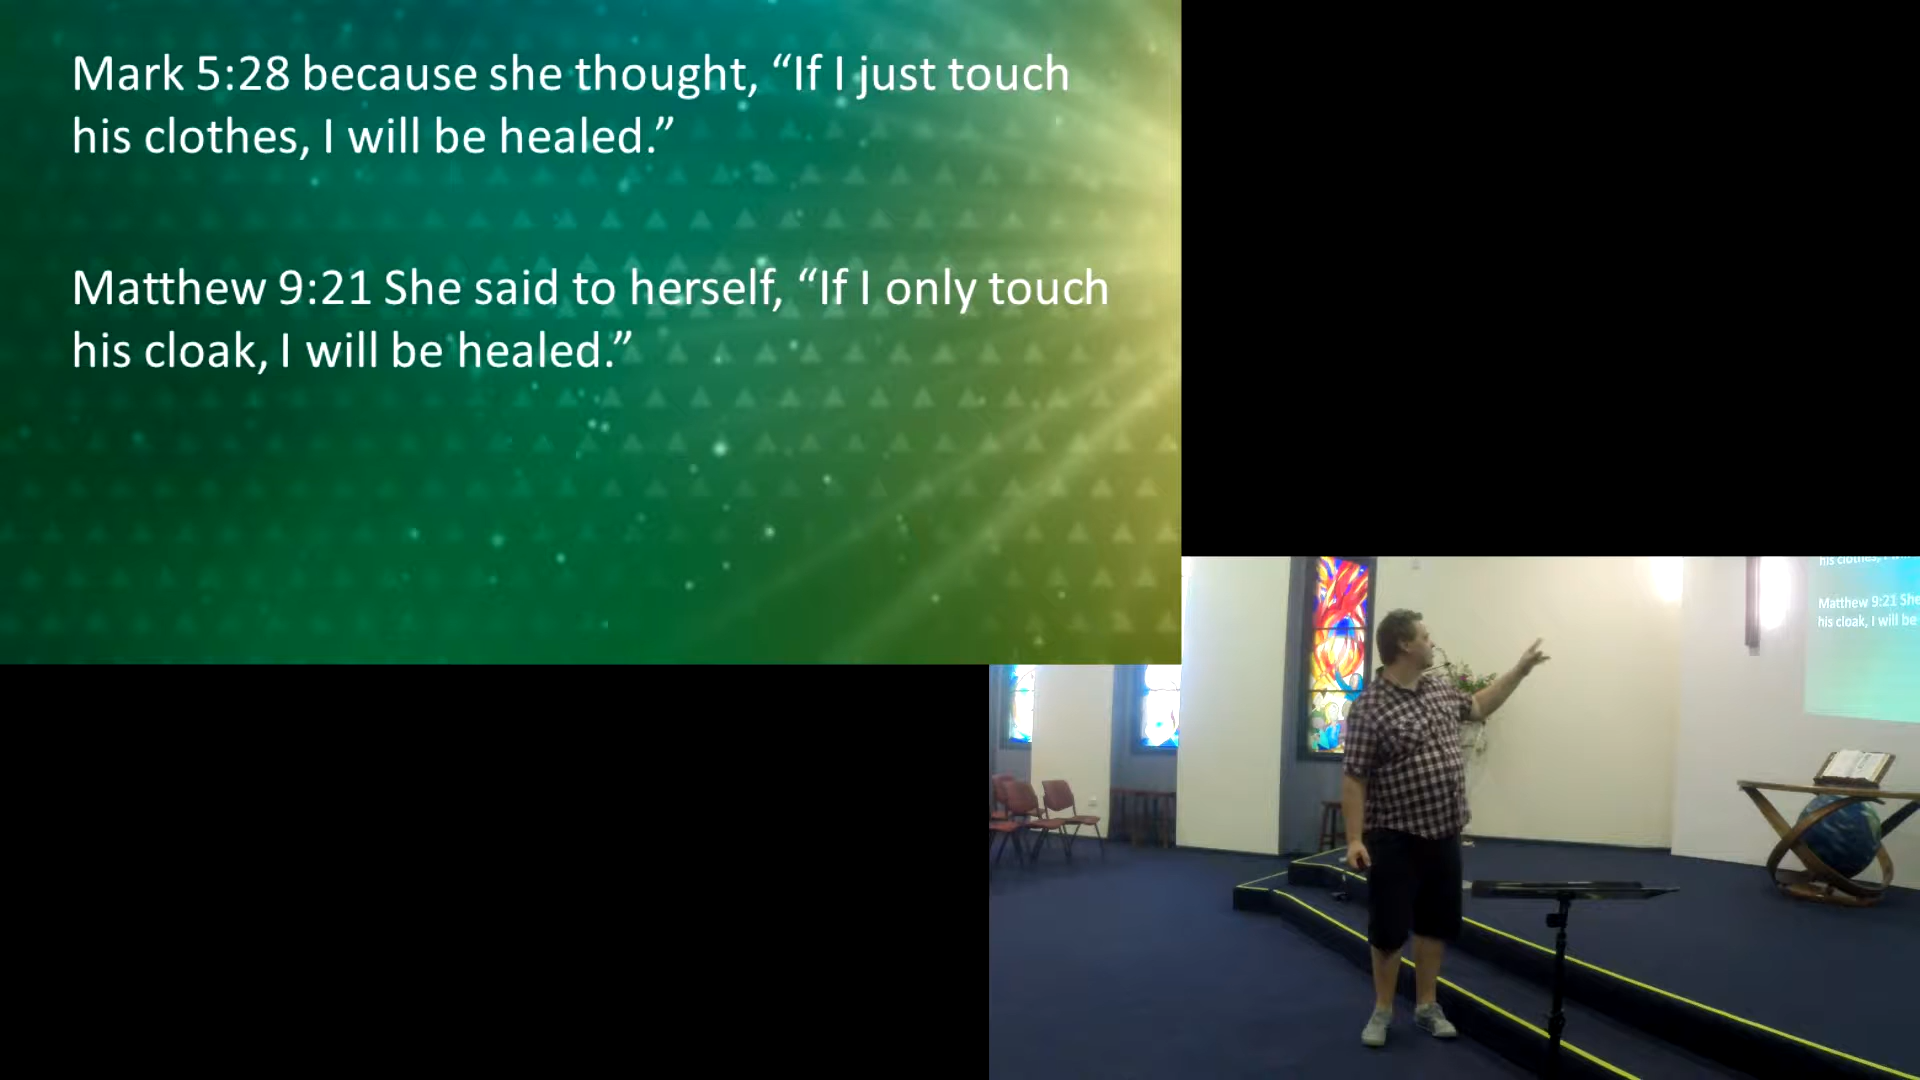 Mark 5:28 because she thought, “If I just touch
his clothes, I will be healed.”
Matthew 9:21 She said to herself, “If I only touch
his cloak, I will be healed.”
Matthew 9:21 She
his cloak, I will be